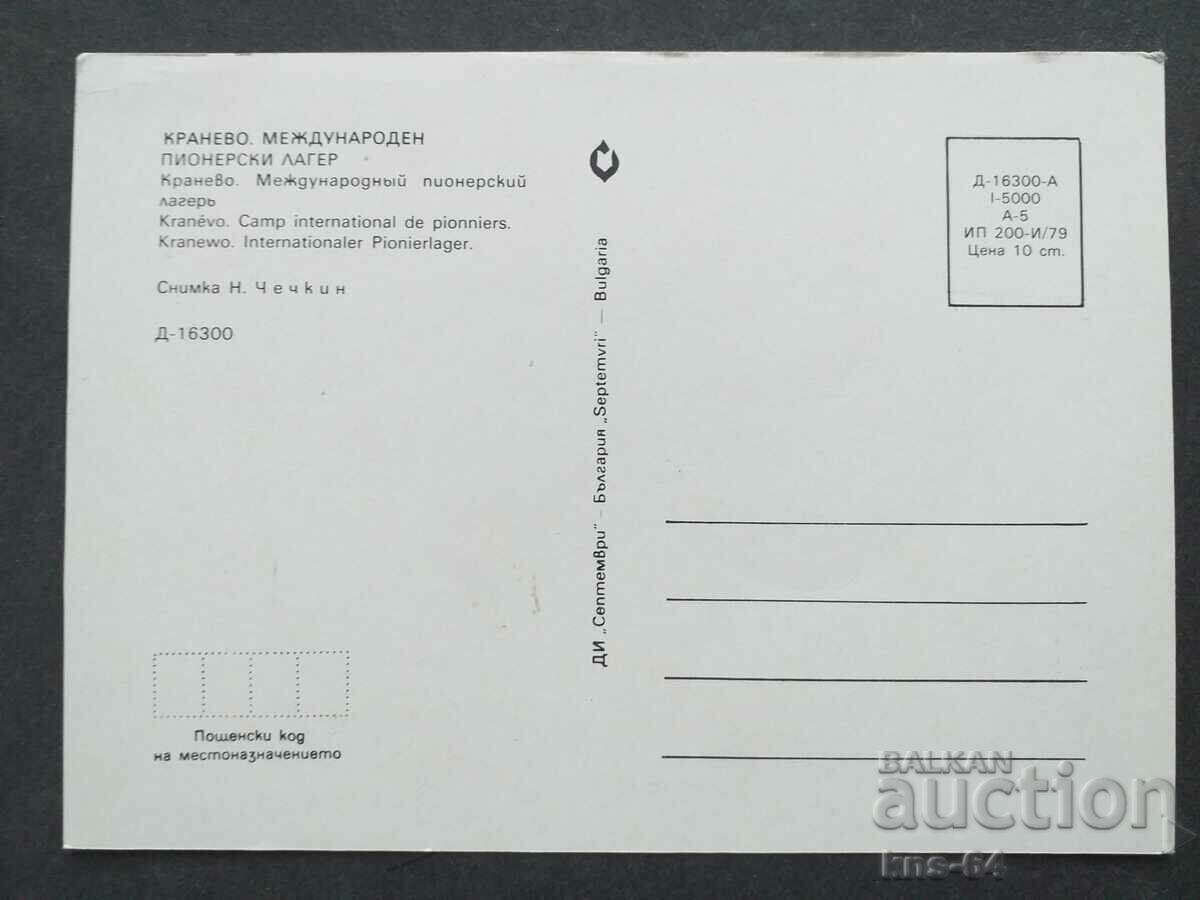 КРАНЕВО. МЕЖДУНАРОДЕН
ПИОНЕРСКИ ЛАГЕР
Кранево. Международный пионерский
лагерь
Kranévo. Camp international de pionniers.
Kranewo. Internationaler Pionierlager.
Снимка Н. Чечкин
Д-16300
Пощенски код
на местоназначението
ДИ „Септември" – България „Septemvri" — Bulgaria
Д-16300-А
I-5000
А-5
ИП 200-И/79
Цена 10 ст.
BALKAN
auction
kns-64